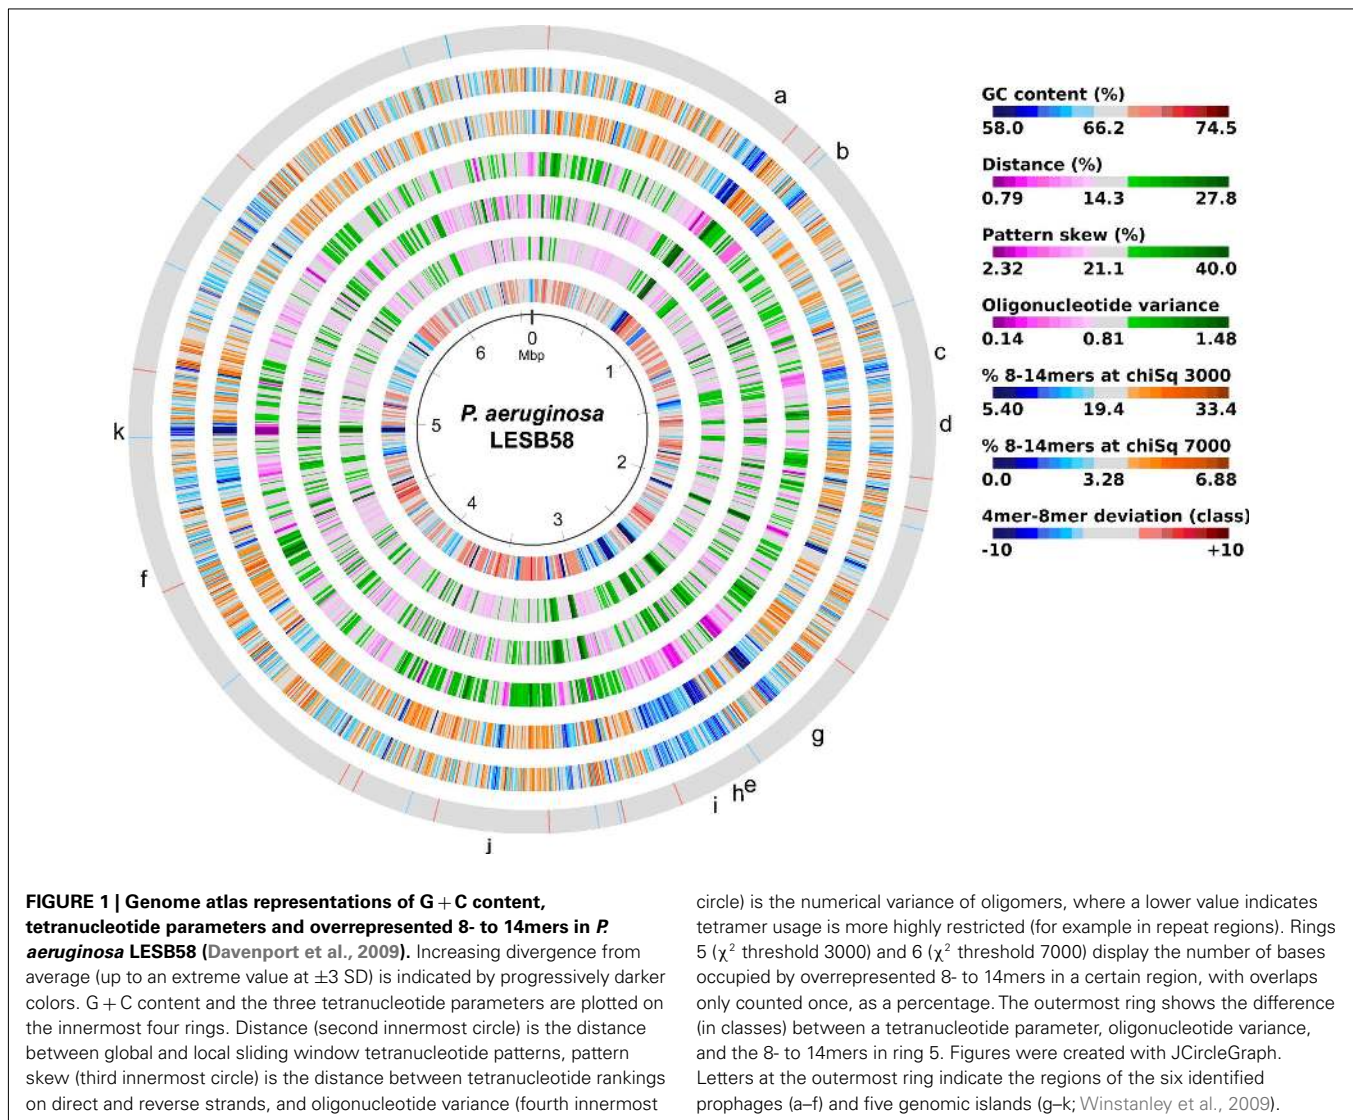 a
b
c
d
e
h
i
g
j
f
k
0
Mbp
1
2
3
4
5
6
P. aeruginosa
LESB58
GC content (%)
58.0 66.2 74.5
Distance (%)
0.79 14.3 27.8
Pattern skew (%)
2.32 21.1 40.0
Oligonucleotide variance
0.14 0.81 1.48
% 8-14mers at chiSq 3000
5.40 19.4 33.4
% 8-14mers at chiSq 7000
0.0 3.28 6.88
4mer-8mer deviation (class)
-10 +10
FIGURE 1 | Genome atlas representations of G + C content,
tetranucleotide parameters and overrepresented 8- to 14mers in P.
aeruginosa LESB58 (Davenport et al., 2009). Increasing divergence from
average (up to an extreme value at ±3 SD) is indicated by progressively darker
colors. G + C content and the three tetranucleotide parameters are plotted on
the innermost four rings. Distance (second innermost circle) is the distance
between global and local sliding window tetranucleotide patterns, pattern
skew (third innermost circle) is the distance between tetranucleotide rankings
on direct and reverse strands, and oligonucleotide variance (fourth innermost
circle) is the numerical variance of oligomers, where a lower value indicates
tetramer usage is more highly restricted (for example in repeat regions). Rings
5 (χ² threshold 3000) and 6 (χ² threshold 7000) display the number of bases
occupied by overrepresented 8- to 14mers in a certain region, with overlaps
only counted once, as a percentage. The outermost ring shows the difference
(in classes) between a tetranucleotide parameter, oligonucleotide variance,
and the 8- to 14mers in ring 5. Figures were created with JCircleGraph.
Letters at the outermost ring indicate the regions of the six identified
prophages (a–f) and five genomic islands (g–k; Winstanley et al., 2009).